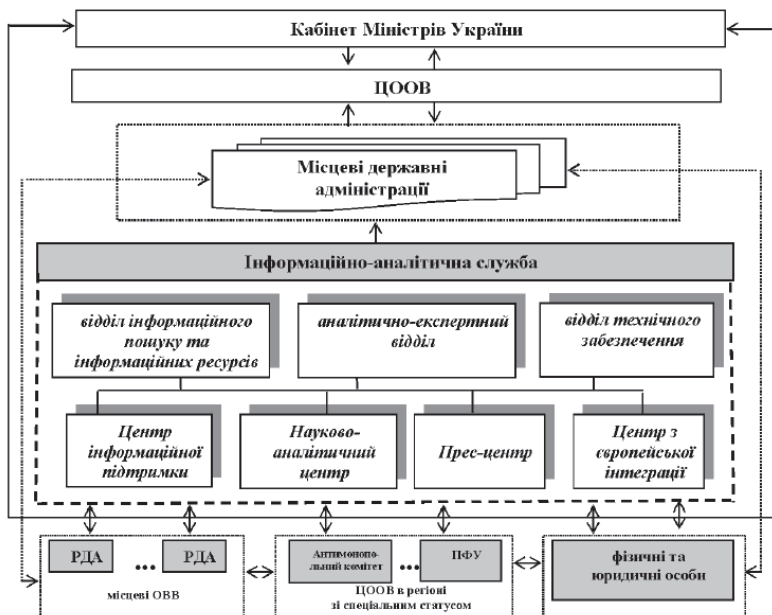 Кабінет Міністрів України
ЦООВ
Місцеві державні
адміністрації
Інформаційно-аналітична служба
відділ інформаційного
пошуку та
інформаційних ресурсів
аналітично-експертний
відділ
відділ технічного
забезпечення
Центр
інформаційної
підтримки
Науково-
аналітичний
центр
Прес-центр
Центр з
європейської
інтеграції
РДА
...
РДА
місцеві ОВВ
Антимонопо-
льний комітет
...
ПФУ
ЦООВ в регіоні
зі спеціальним статусом
фізичні та
юридичні особи